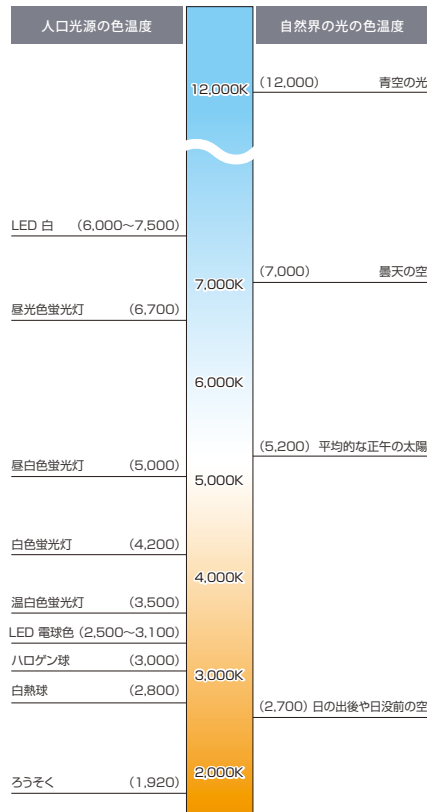 人口光源の色温度
自然界の光の色温度
12,000K
(12,000) 青空の光
LED 白 (6,000〜7,500)
7,000K
(7,000) 曇天の空
昼光色蛍光灯 (6,700)
6,000K
(5,200) 平均的な正午の太陽
昼白色蛍光灯 (5,000)
5,000K
白色蛍光灯 (4,200)
4,000K
温白色蛍光灯 (3,500)
LED 電球色 (2,500〜3,100)
ハロゲン球 (3,000)
3,000K
白熱球 (2,800)
(2,700) 日の出後や日没前の空
2,000K
ろうそく (1,920)